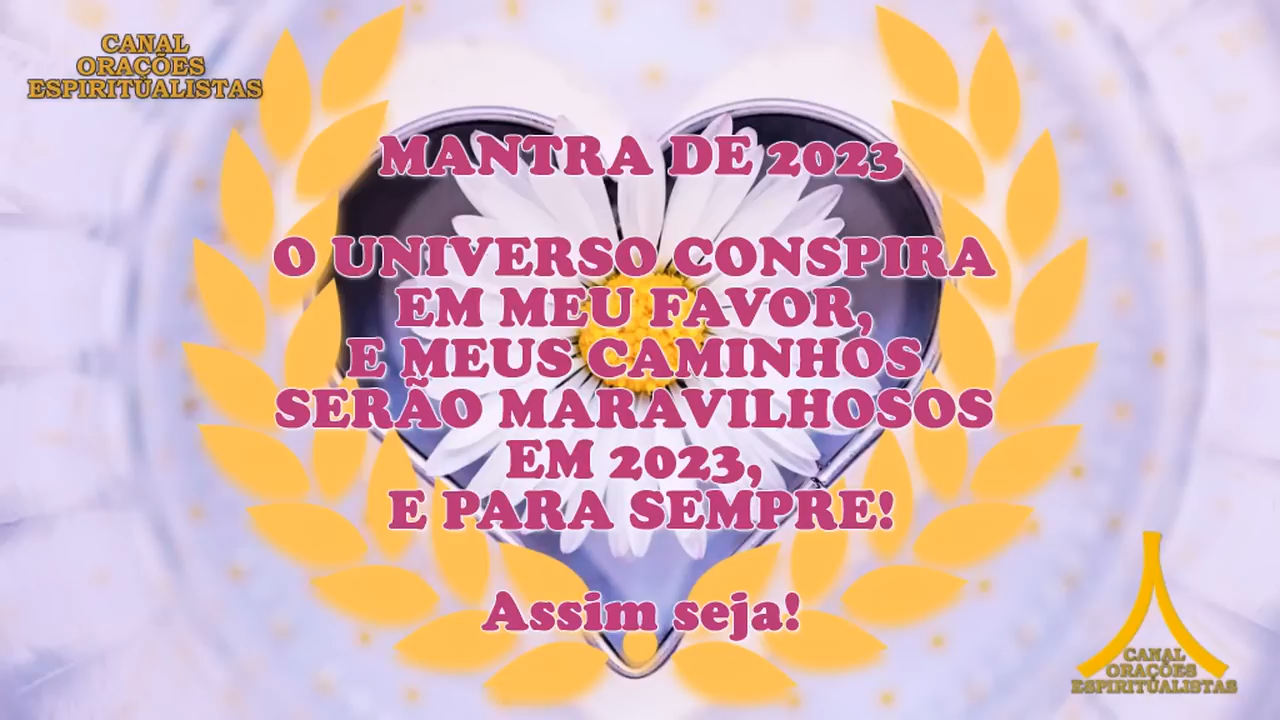 CANAL
ORAÇÕES
ESPIRITUALISTAS
MANTRA DE 2023
O UNIVERSO CONSPIRA
EM MEU FAVOR,
E MEUS CAMINHOS
SERÃO MARAVILHOSOS
EM 2023,
E PARA SEMPRE!
Assim seja!
CANAL
ORAÇÕES
ESPIRITUALISTAS